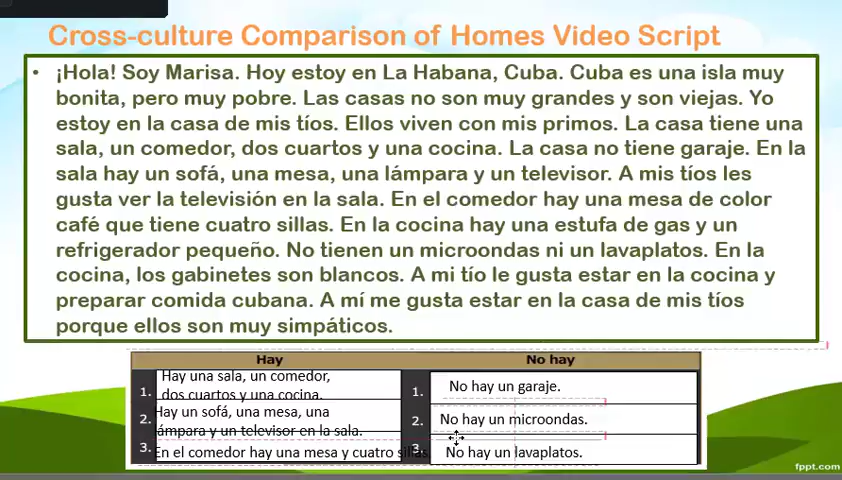 Cross-culture Comparison of Homes Video Script
• ¡Hola! Soy Marisa. Hoy estoy en La Habana, Cuba. Cuba es una isla muy
bonita, pero muy pobre. Las casas no son muy grandes y son viejas. Yo
estoy en la casa de mis tíos. Ellos viven con mis primos. La casa tiene una
sala, un comedor, dos cuartos y una cocina. La casa no tiene garaje. En la
sala hay un sofá, una mesa, una lámpara y un televisor. A mis tíos les
gusta ver la televisión en la sala. En el comedor hay una mesa de color
café que tiene cuatro sillas. En la cocina hay una estufa de gas y un
refrigerador pequeño. No tienen un microondas ni un lavaplatos. En la
cocina, los gabinetes son blancos. A mi tío le gusta estar en la cocina y
preparar comida cubana. A mí me gusta estar en la casa de mis tíos
porque ellos son muy simpáticos.
Hay No hay
1. Hay una sala, un comedor,
dos cuartos y una cocina.
1. No hay un garaje.
2. Hay un sofá, una mesa, una
lámpara y un televisor en la sala.
2. No hay un microondas.
3. En el comedor hay una mesa y cuatro sillas.
3. No hay un lavaplatos.
fppt.com